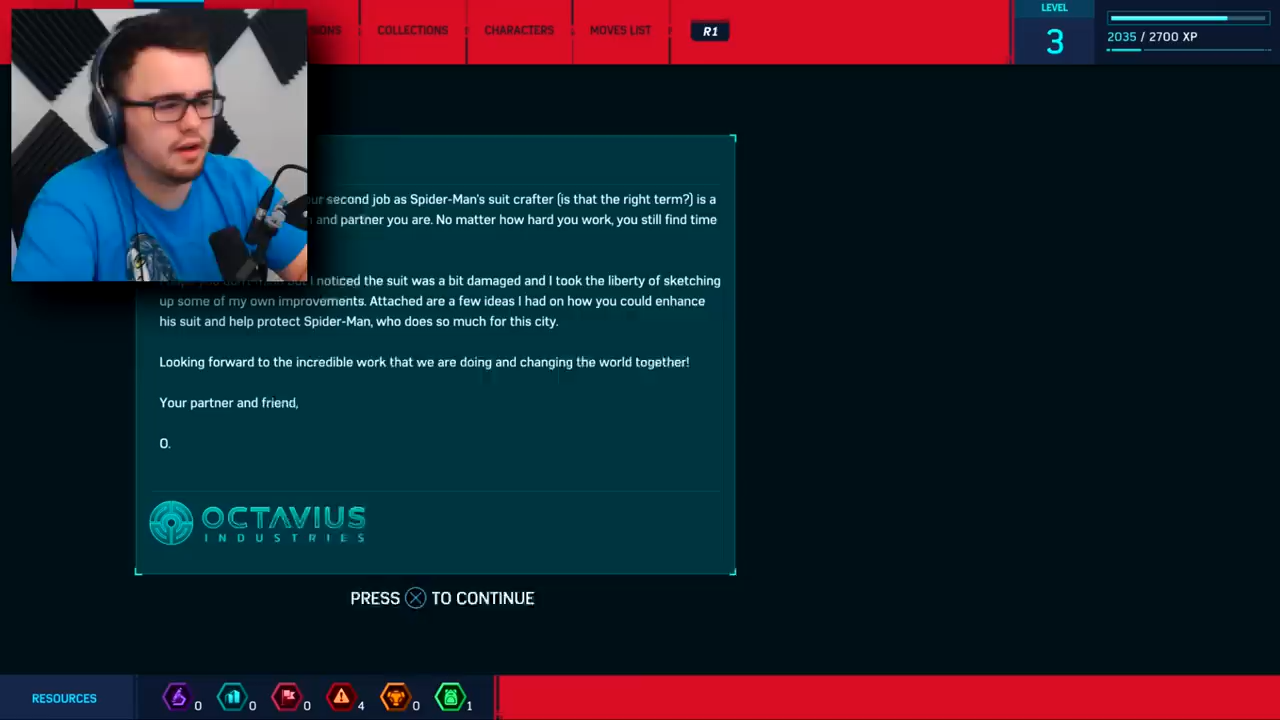 COLLECTIONS
CHARACTERS
MOVES LIST
R1
LEVEL
3
2035 / 2700 XP
second job as Spider-Man's suit crafter (is that the right term?) is a
and partner you are. No matter how hard you work, you still find time
I noticed the suit was a bit damaged and I took the liberty of sketching
up some of my own improvements. Attached are a few ideas I had on how you could enhance
his suit and help protect Spider-Man, who does so much for this city.
Looking forward to the incredible work that we are doing and changing the world together!
Your partner and friend,
O.
OCTAVIUS
INDUSTRIES
PRESS TO CONTINUE
RESOURCES
0
0
0
4
0
1